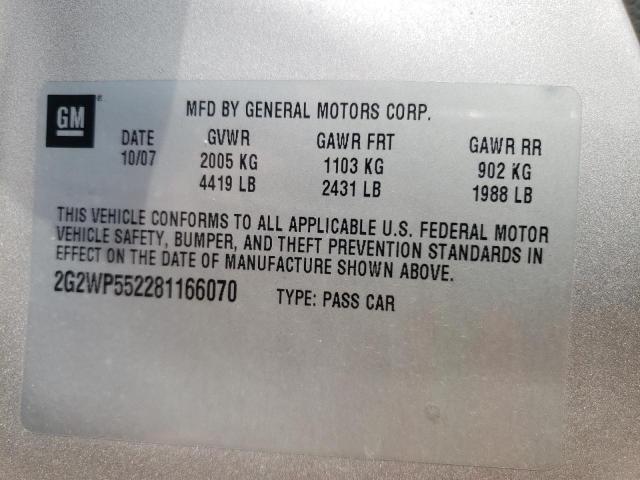 GM®
MFD BY GENERAL MOTORS CORP.
DATE GVWR GAWR FRT GAWR RR
10/07 2005 KG 1103 KG 902 KG
4419 LB 2431 LB 1988 LB
THIS VEHICLE CONFORMS TO ALL APPLICABLE U.S. FEDERAL MOTOR
VEHICLE SAFETY, BUMPER, AND THEFT PREVENTION STANDARDS IN
EFFECT ON THE DATE OF MANUFACTURE SHOWN ABOVE.
2G2WP552281166070 TYPE: PASS CAR